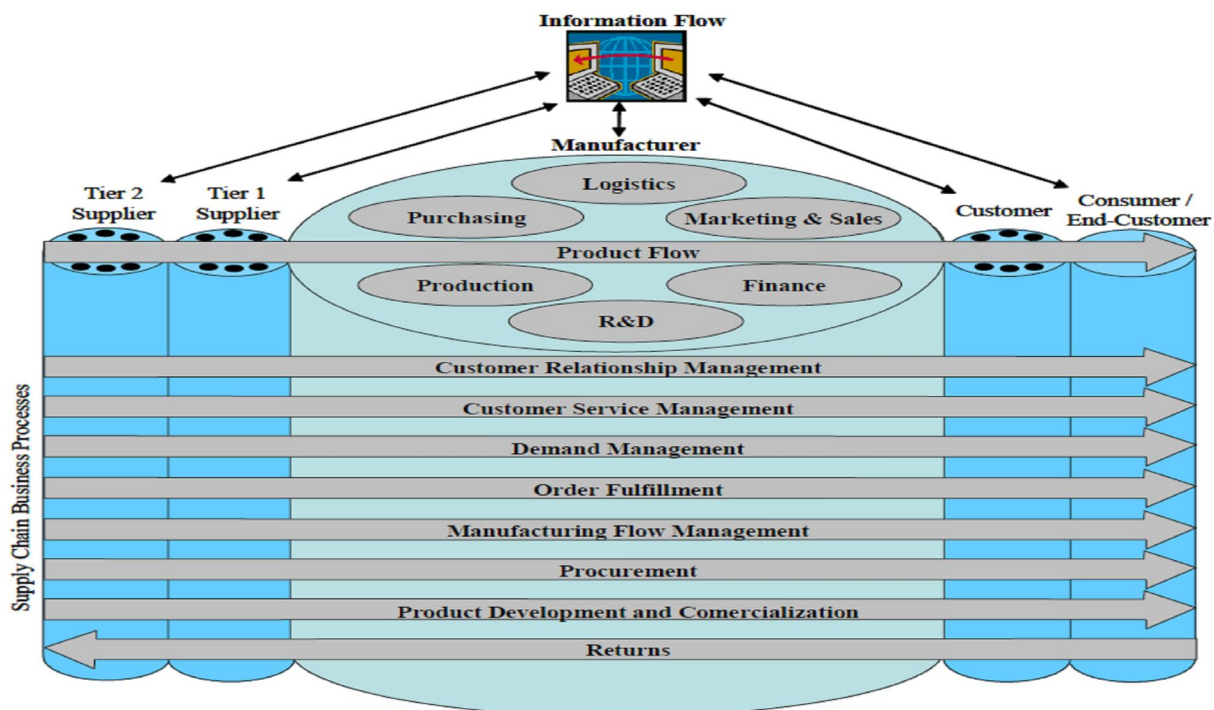 Information Flow
Manufacturer
Logistics
Tier 2
Supplier
Tier 1
Supplier
Purchasing
Marketing & Sales
Customer
Consumer /
End-Customer
Product Flow
Production
Finance
R&D
Supply Chain Business Processes
Customer Relationship Management
Customer Service Management
Demand Management
Order Fulfillment
Manufacturing Flow Management
Procurement
Product Development and Comercialization
Returns